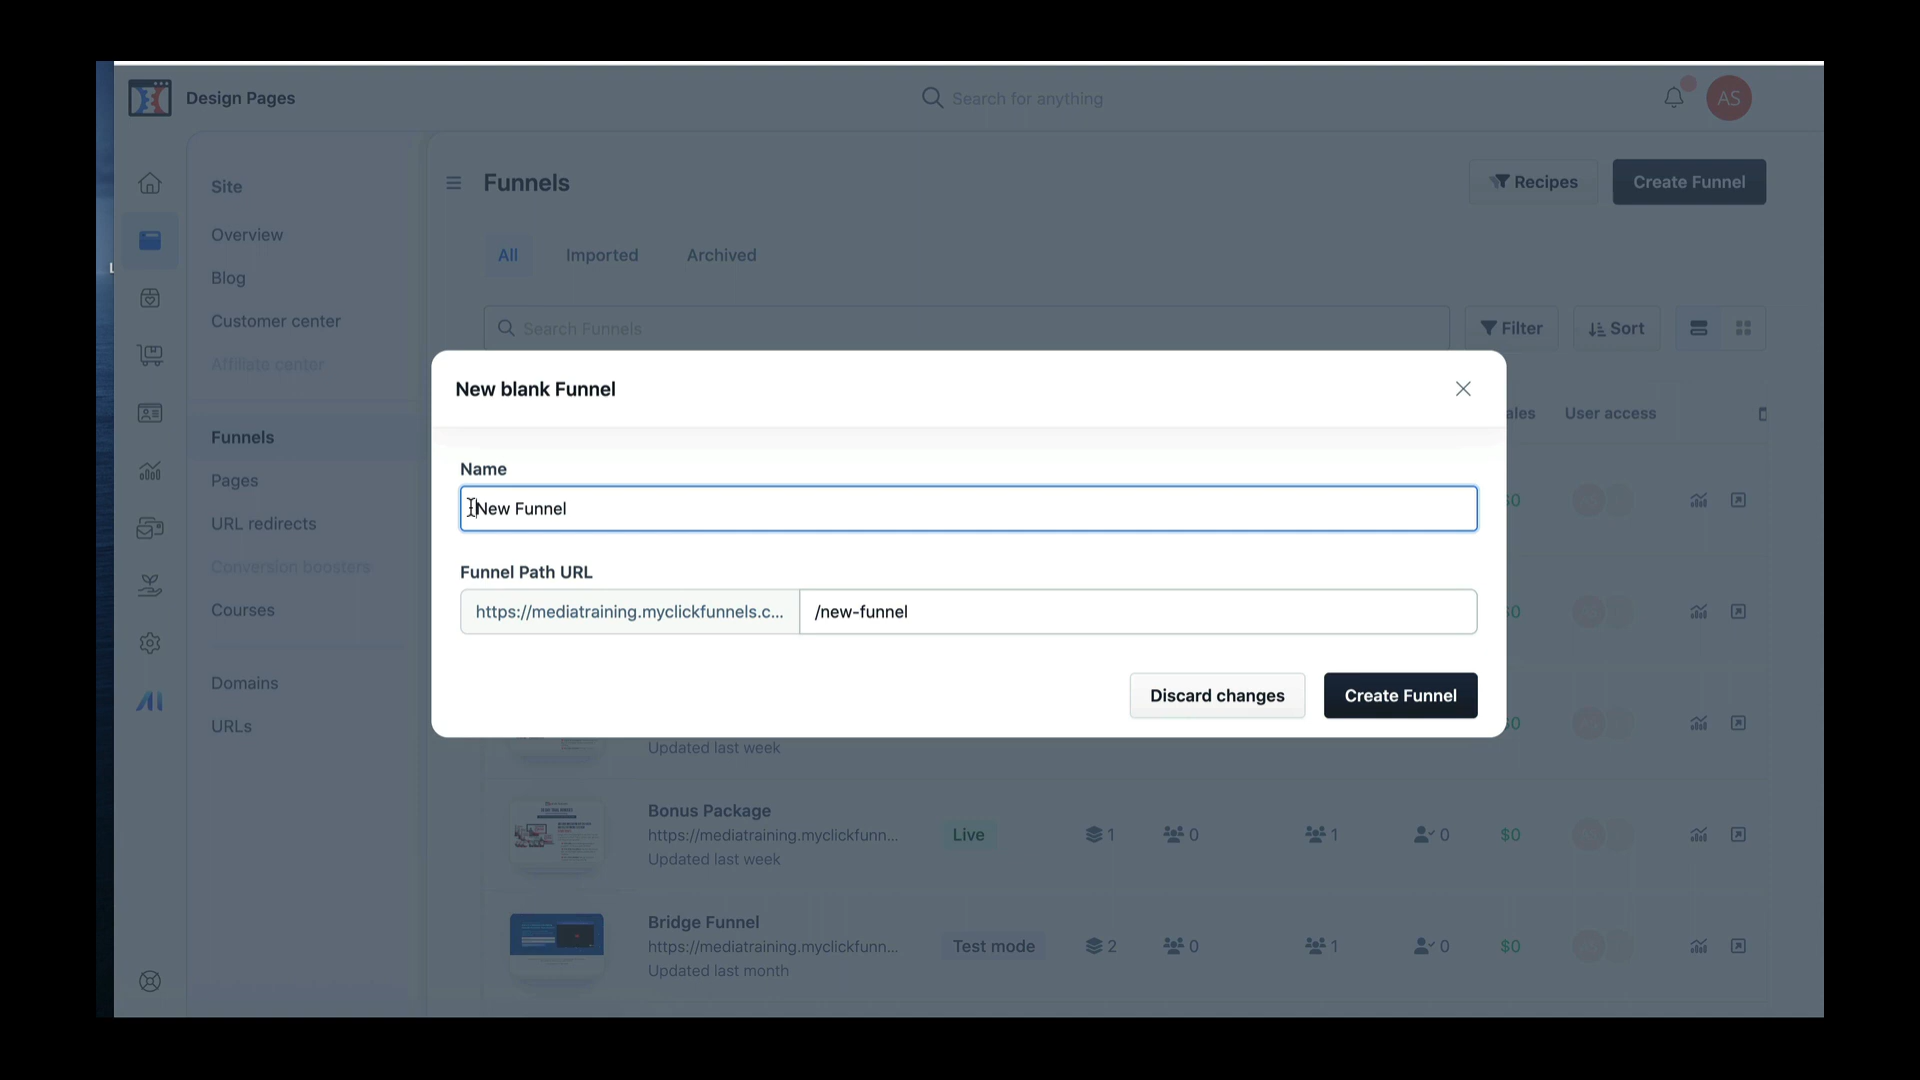 Design Pages
Search for anything
AS
Site
Overview
Blog
Customer center
Affiliate center
Funnels
Pages
URL redirects
Conversion boosters
Courses
Domains
URLs
Funnels
Recipes
Create Funnel
All
Imported
Archived
Search Funnels
Filter
Sort
User access
New blank Funnel
Name
New Funnel
Funnel Path URL
https://mediatraining.myclickfunnels.c... /new-funnel
Discard changes
Create Funnel
Updated last week
Bonus Package
https://mediatraining.myclickfunn...
Updated last week
Live
1
0
1
0
$0
Bridge Funnel
https://mediatraining.myclickfunn...
Updated last month
Test mode
2
0
1
0
$0